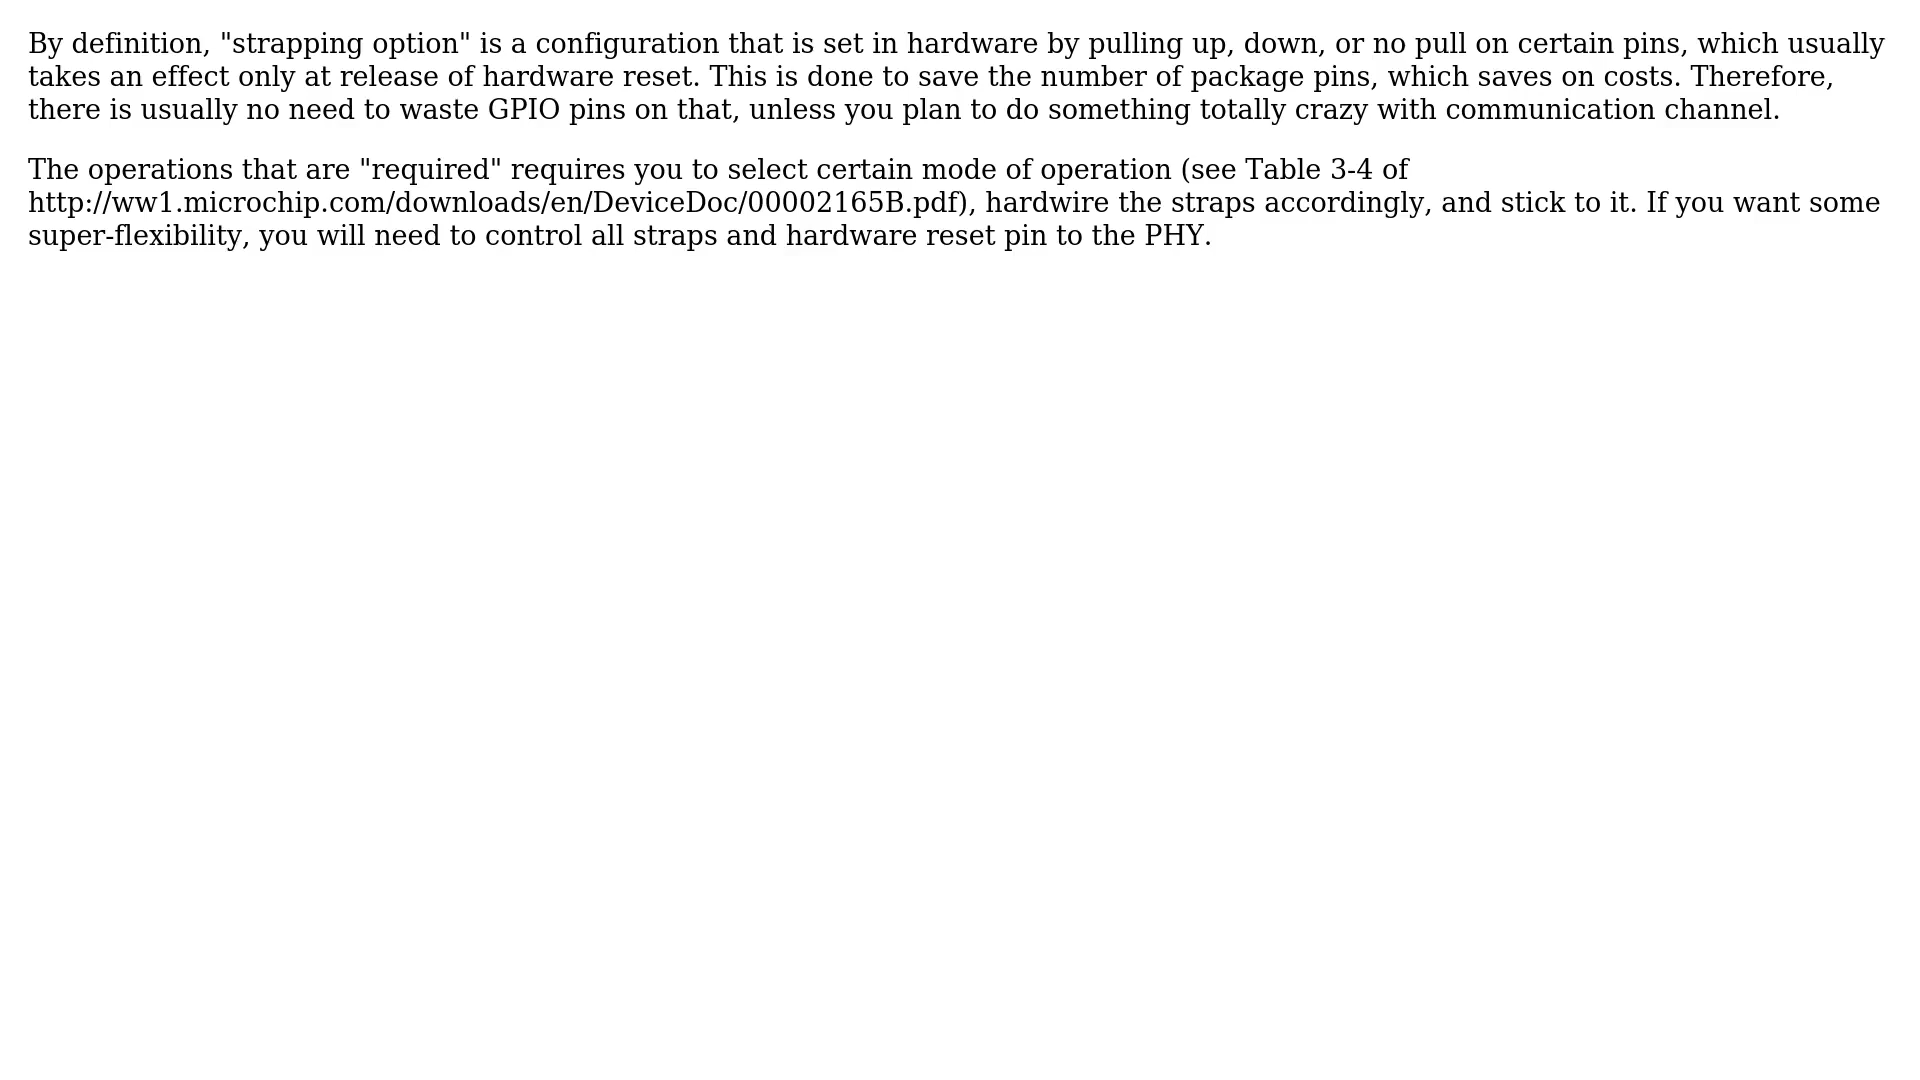 By definition, "strapping option" is a configuration that is set in hardware by pulling up, down, or no pull on certain pins, which usually
takes an effect only at release of hardware reset. This is done to save the number of package pins, which saves on costs. Therefore,
there is usually no need to waste GPIO pins on that, unless you plan to do something totally crazy with communication channel.
The operations that are "required" requires you to select certain mode of operation (see Table 3-4 of
http://ww1.microchip.com/downloads/en/DeviceDoc/00002165B.pdf), hardwire the straps accordingly, and stick to it. If you want some
super-flexibility, you will need to control all straps and hardware reset pin to the PHY.